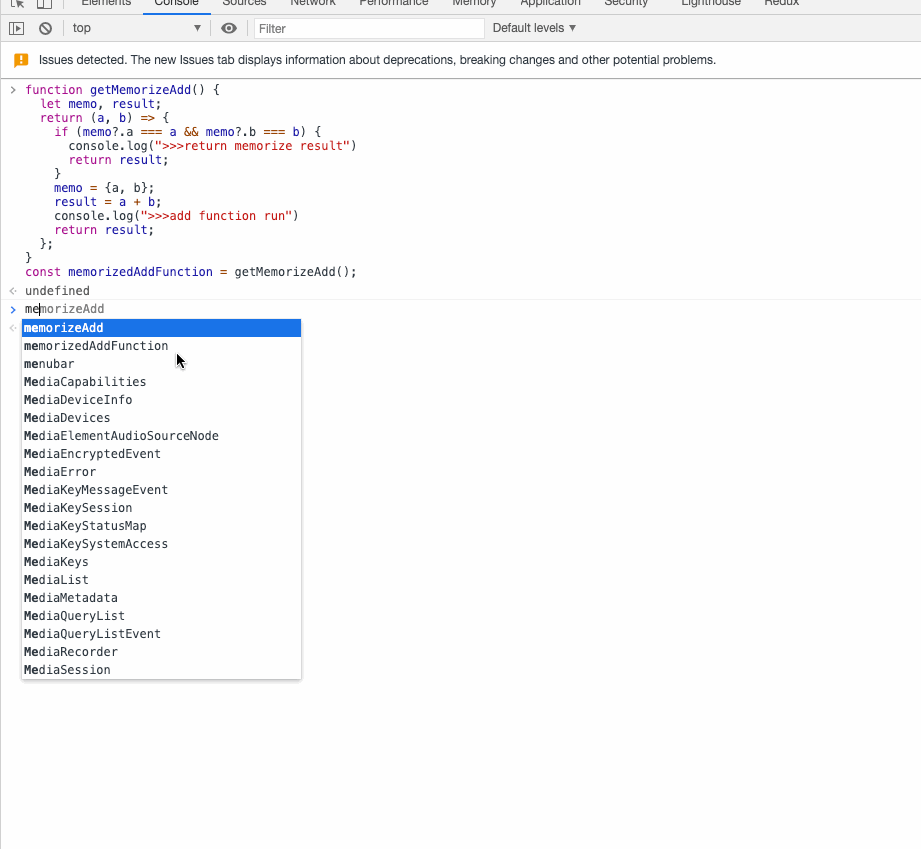 Elements Console Sources Network Performance Memory Application Security Lighthouse Redux
top ▼ Filter Default levels ▼
Issues detected. The new Issues tab displays information about deprecations, breaking changes and other potential problems.
> function getMemorizeAdd() {
let memo, result;
return (a, b) => {
if (memo?.a === a && memo?.b === b) {
console.log(">>>return memorize result")
return result;
}
memo = {a, b};
result = a + b;
console.log(">>>add function run")
return result;
};
}
const memorizedAddFunction = getMemorizeAdd();
undefined
> memorizeAdd
memorizeAdd
memorizedAddFunction
menubar
MediaCapabilities
MediaDeviceInfo
MediaDevices
MediaElementAudioSourceNode
MediaEncryptedEvent
MediaError
MediaKeyMessageEvent
MediaKeySession
MediaKeyStatusMap
MediaKeySystemAccess
MediaKeys
MediaList
MediaMetadata
MediaQueryList
MediaQueryListEvent
MediaRecorder
MediaSession